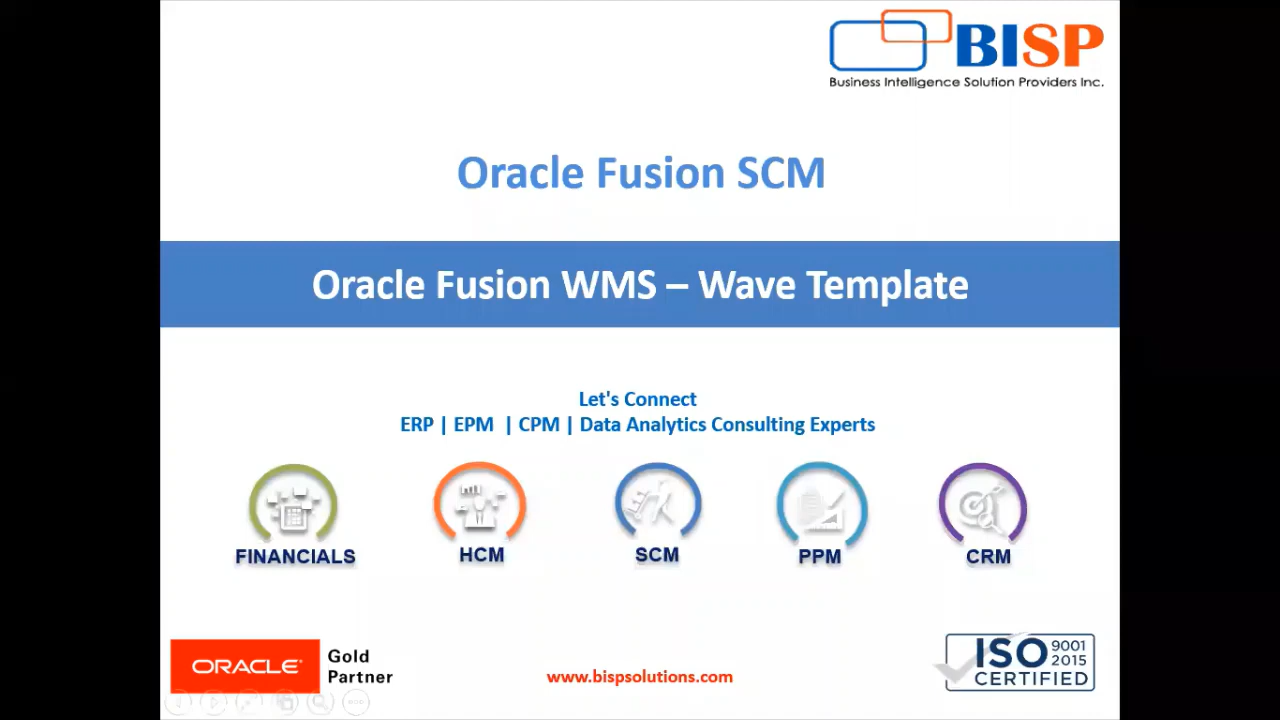 BISP
Business Intelligence Solution Providers Inc.
Oracle Fusion SCM
Oracle Fusion WMS – Wave Template
Let's Connect
ERP | EPM | CPM | Data Analytics Consulting Experts
FINANCIALS
HCM
SCM
PPM
CRM
ORACLE®
Gold
Partner
www.bispsolutions.com
ISO 9001
2015
CERTIFIED